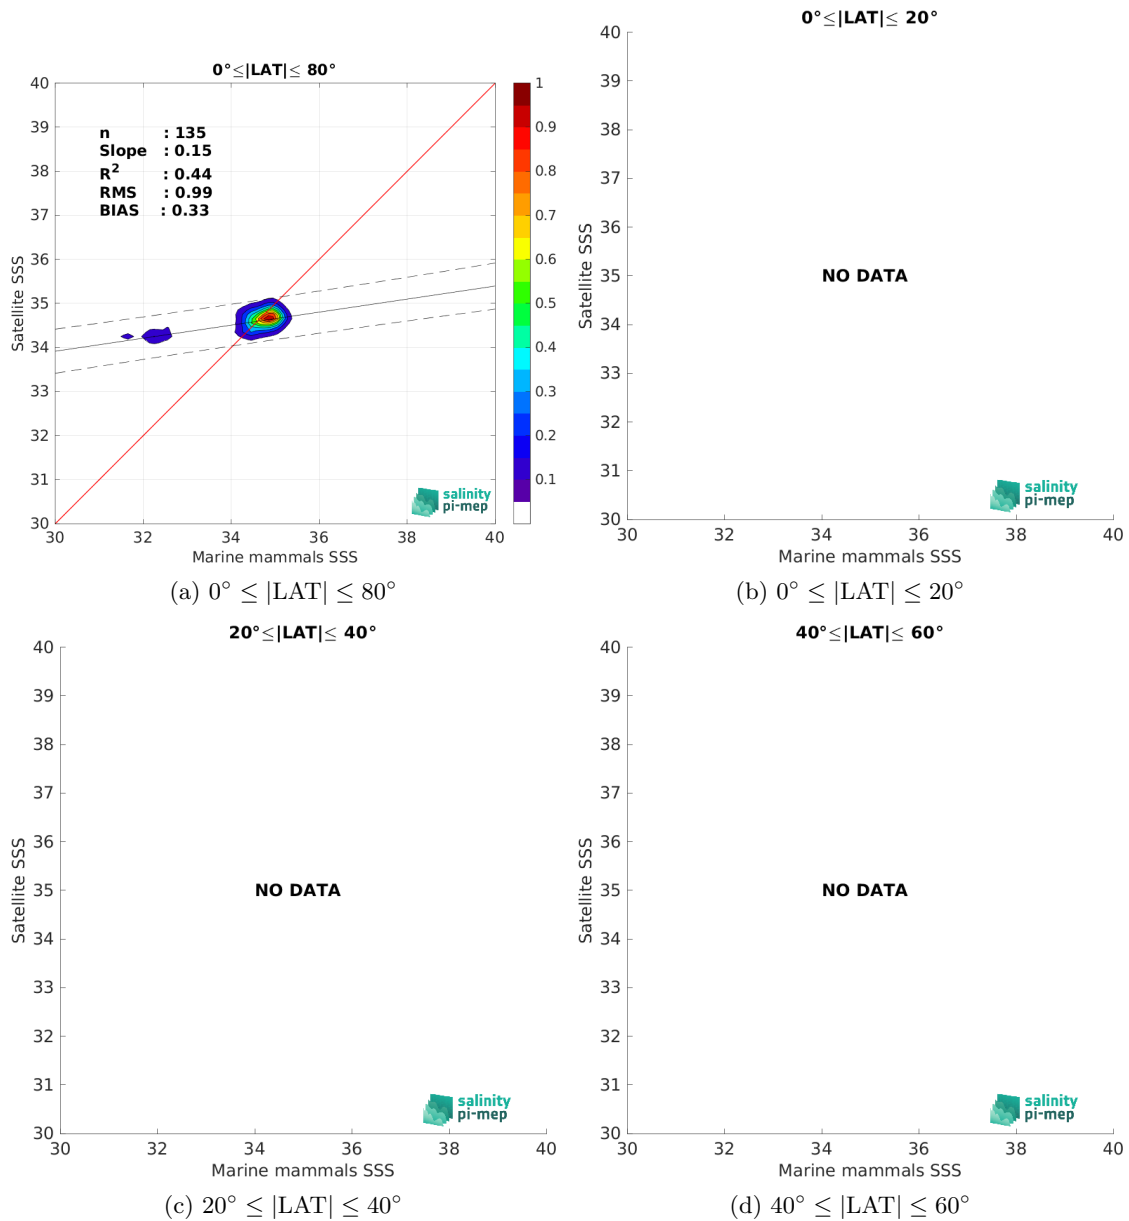 0°≤|LAT|≤ 80°
40
39
38
37
36
35
34
33
32
31
30
Satellite SSS
n : 135
Slope : 0.15
R² : 0.44
RMS : 0.99
BIAS : 0.33
1
0.9
0.8
0.7
0.6
0.5
0.4
0.3
0.2
0.1
salinity
pi-mep
30 32 34 36 38 40
Marine mammals SSS
(a) 0° ≤ |LAT| ≤ 80°
0°≤|LAT|≤ 20°
40
39
38
37
36
35
34
33
32
31
30
Satellite SSS
NO DATA
salinity
pi-mep
30 32 34 36 38 40
Marine mammals SSS
(b) 0° ≤ |LAT| ≤ 20°
20°≤|LAT|≤ 40°
40
39
38
37
36
35
34
33
32
31
30
Satellite SSS
NO DATA
salinity
pi-mep
30 32 34 36 38 40
Marine mammals SSS
(c) 20° ≤ |LAT| ≤ 40°
40°≤|LAT|≤ 60°
40
39
38
37
36
35
34
33
32
31
30
Satellite SSS
NO DATA
salinity
pi-mep
30 32 34 36 38 40
Marine mammals SSS
(d) 40° ≤ |LAT| ≤ 60°